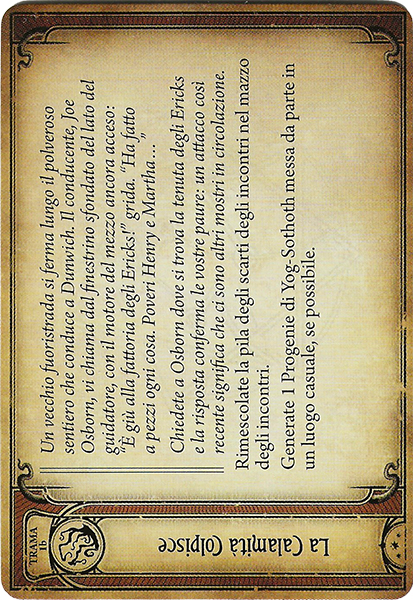 TRAMA
1b
La Calamità Colpisce
Un vecchio fuoristrada si ferma lungo il polveroso
sentiero che conduce a Dunwich. Il conducente, Joe
Osborn, vi chiama dal finestrino sfondato del lato del
guidatore, con il motore del mezzo ancora acceso:
“È giù alla fattoria degli Ericks!” grida. “Ha fatto
a pezzi ogni cosa. Poveri Henry e Martha...”
Chiedete a Osborn dove si trova la tenuta degli Ericks
e la risposta conferma le vostre paure: un attacco così
recente significa che ci sono altri mostri in circolazione.
Rimescolate la pila degli scarti degli incontri nel mazzo
degli incontri.
Generate 1 Progenie di Yog-Sothoth messa da parte in
un luogo casuale, se possibile.